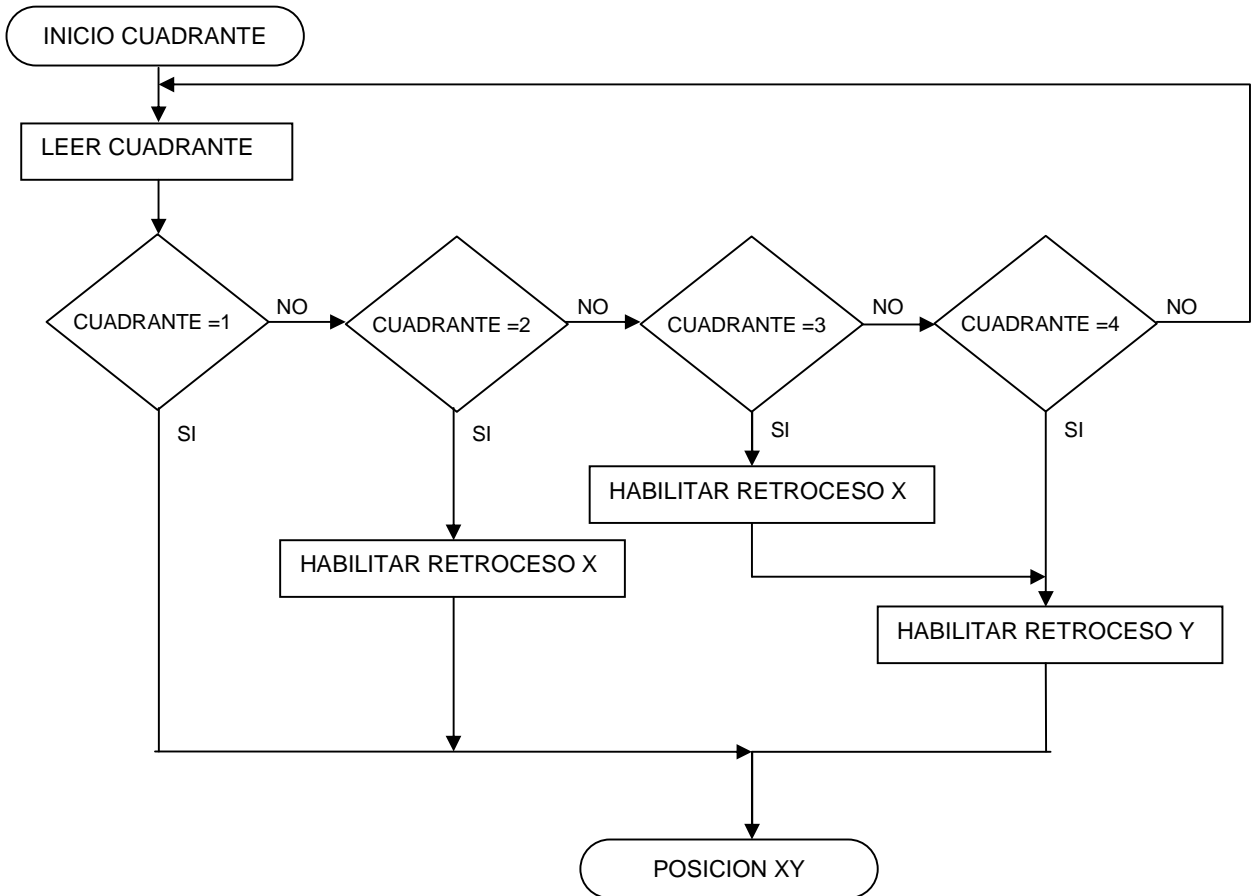 INICIO CUADRANTE
LEER CUADRANTE
CUADRANTE =1
NO
CUADRANTE =2
NO
CUADRANTE =3
NO
CUADRANTE =4
NO
SI
SI
SI
SI
HABILITAR RETROCESO X
HABILITAR RETROCESO X
HABILITAR RETROCESO Y
POSICION XY